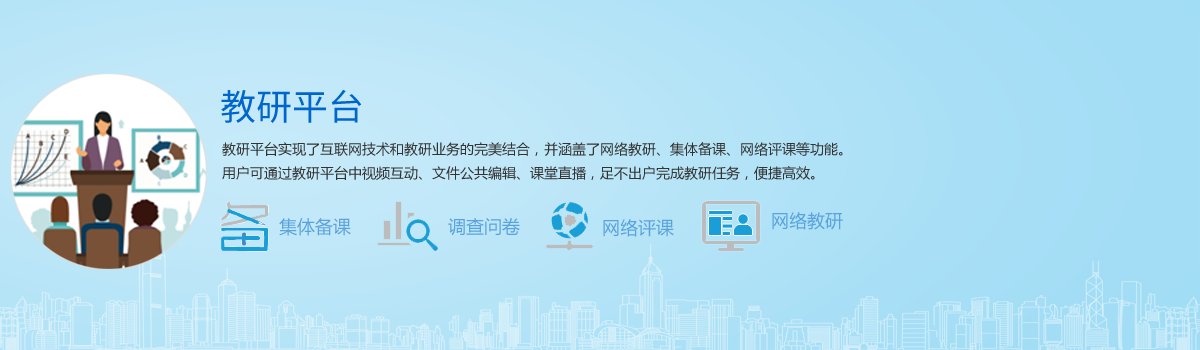 教研平台
教研平台实现了互联网技术和教研业务的完美结合，并涵盖了网络教研、集体备课、网络评课等功能。
用户可通过教研平台中视频互动、文件公共编辑、课堂直播，足不出户完成教研任务，便捷高效。
集体备课 调查问卷 网络评课 网络教研
A B C D E
A B C